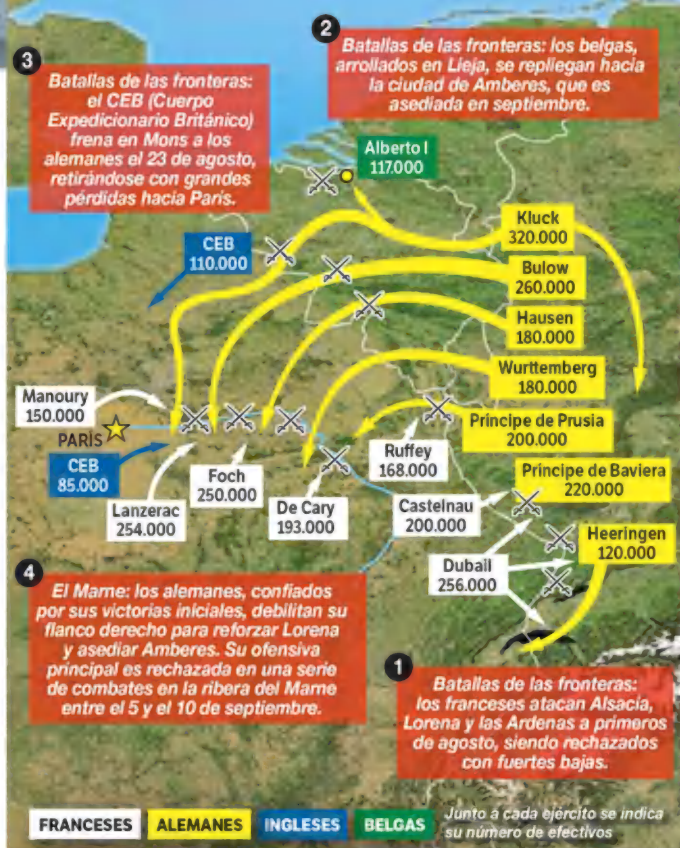 3
Batallas de las fronteras:
el CEB (Cuerpo
Expedicionario Británico)
frena en Mons a los
alemanes el 23 de agosto,
retirándose con grandes
pérdidas hacia París.
2
Batallas de las fronteras: los belgas,
arrollados en Lieja, se repliegan hacia
la ciudad de Amberes, que es
asediada en septiembre.
Alberto I
117.000
Kluck
320.000
CEB
110.000
Bulow
260.000
Hausen
180.000
Wurttemberg
180.000
Manoury
150.000
PARÍS
CEB
85.000
Príncipe de Prusia
200.000
Ruffey
168.000
Foch
250.000
Lanzerac
254.000
De Cary
193.000
Castelnau
200.000
Príncipe de Baviera
220.000
Heeringen
120.000
Dubail
256.000
4
El Marne: los alemanes, confiados
por sus victorias iniciales, debilitan su
flanco derecho para reforzar Lorena
y asediar Amberes. Su ofensiva
principal es rechazada en una serie
de combates en la ribera del Marne
entre el 5 y el 10 de septiembre.
1
Batallas de las fronteras:
los franceses atacan Alsacia,
Lorena y las Ardenas a primeros
de agosto, siendo rechazados
con fuertes bajas.
FRANCESES ALEMANES INGLESES BELGAS
Junto a cada ejército se indica
su número de efectivos